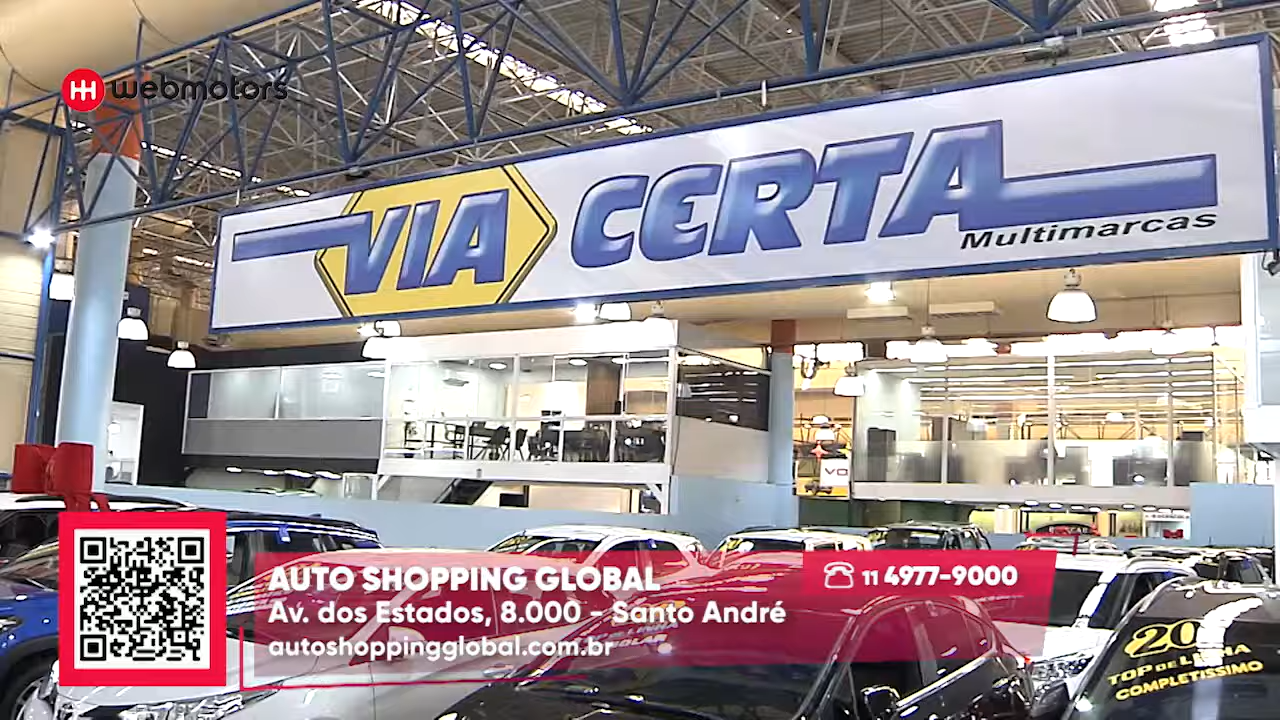 webmotors
VIA CERTA
Multimarcas
VO
AUTO SHOPPING GLOBAL
11 4977-9000
Av. dos Estados, 8.000 - Santo André
autoshoppingglobal.com.br
TOP DE LINHA
COMPLETISSIMO